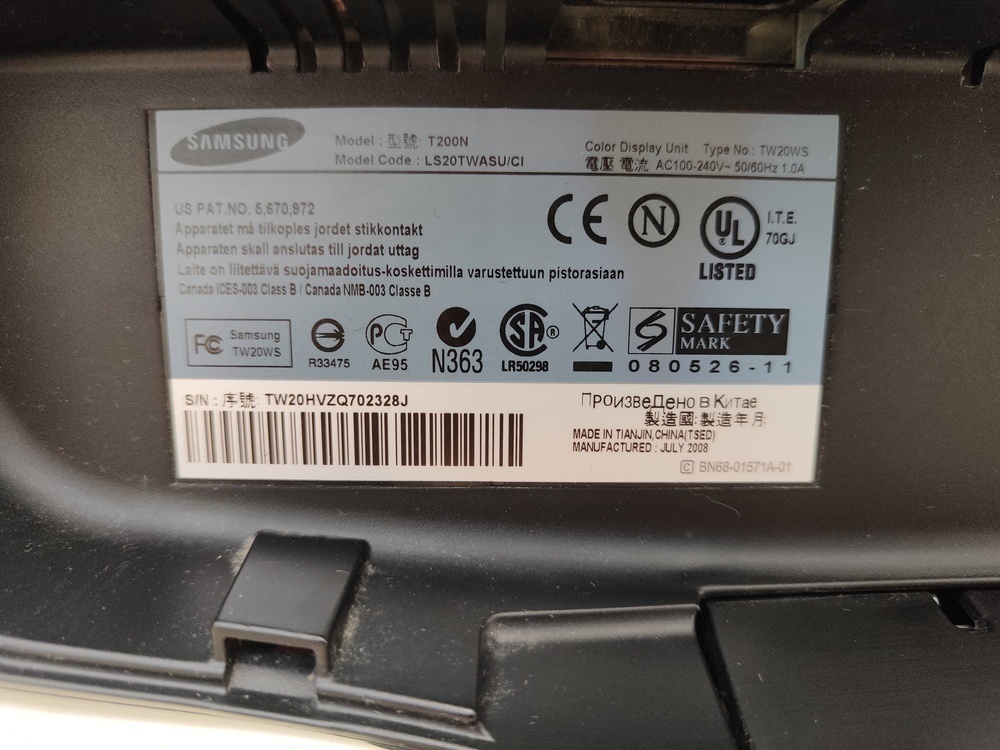 SAMSUNG
Model : 型號: T200N
Model Code : LS20TWASU/CI
Color Display Unit Type No.: TW20WS
電壓 電流 AC100-240V~ 50/60Hz 1.0A
US PAT.NO. 5,670,972
Apparatet må tilkoples jordet stikkontakt
Apparaten skall anslutas till jordat uttag
Laite on liitettävä suojamaadoitus-koskettimilla varustettuun pistorasiaan
Canada ICES-003 Class B / Canada NMB-003 Classe B
CE
N
UL
®
LISTED
I.T.E.
70GJ
FC
Samsung
TW20WS
R33475
AE95
N363
SA ®
LR50298
S
SAFETY
MARK
080526-11
S/N : 序號: TW20HVZQ702328J
Произведено в Китае
製造國: 製造年月:
MADE IN TIANJIN,CHINA(TSED)
MANUFACTURED : JULY 2008
C BN68-01571A-01